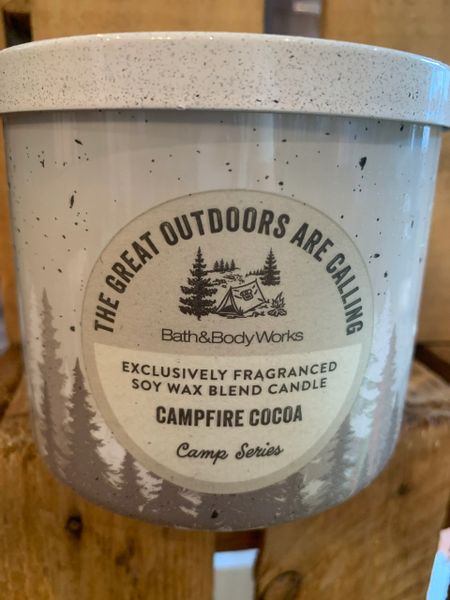 THE GREAT OUTDOORS ARE CALLING
Bath&BodyWorks
EXCLUSIVELY FRAGRANCED
SOY WAX BLEND CANDLE
CAMPFIRE COCOA
Camp Series